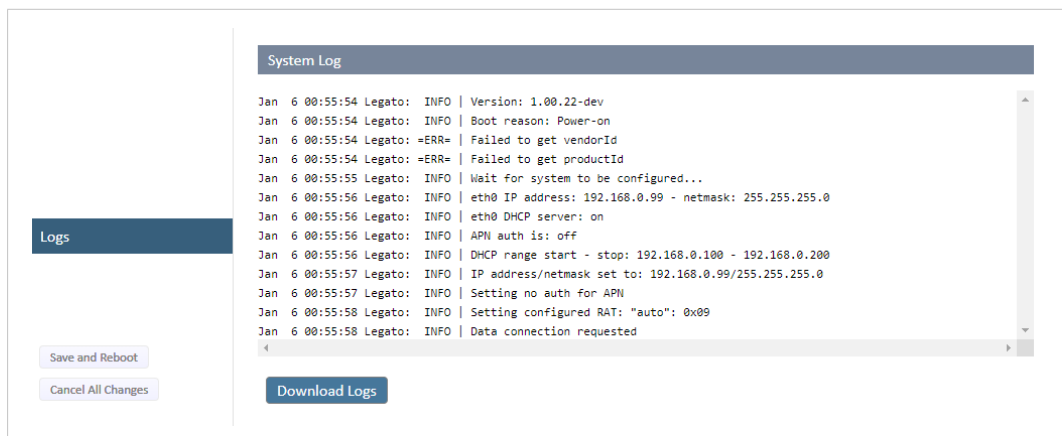 System Log
Jan  6 00:55:54 Legato:  INFO | Version: 1.00.22-dev
Jan  6 00:55:54 Legato:  INFO | Boot reason: Power-on
Jan  6 00:55:54 Legato: =ERR= | Failed to get vendorId
Jan  6 00:55:54 Legato: =ERR= | Failed to get productId
Jan  6 00:55:55 Legato:  INFO | Wait for system to be configured...
Jan  6 00:55:56 Legato:  INFO | eth0 IP address: 192.168.0.99 - netmask: 255.255.255.0
Jan  6 00:55:56 Legato:  INFO | eth0 DHCP server: on
Jan  6 00:55:56 Legato:  INFO | APN auth is: off
Jan  6 00:55:56 Legato:  INFO | DHCP range start - stop: 192.168.0.100 - 192.168.0.200
Jan  6 00:55:57 Legato:  INFO | IP address/netmask set to: 192.168.0.99/255.255.255.0
Jan  6 00:55:57 Legato:  INFO | Setting no auth for APN
Jan  6 00:55:58 Legato:  INFO | Setting configured RAT: "auto": 0x09
Jan  6 00:55:58 Legato:  INFO | Data connection requested
Logs
Save and Reboot
Cancel All Changes
Download Logs